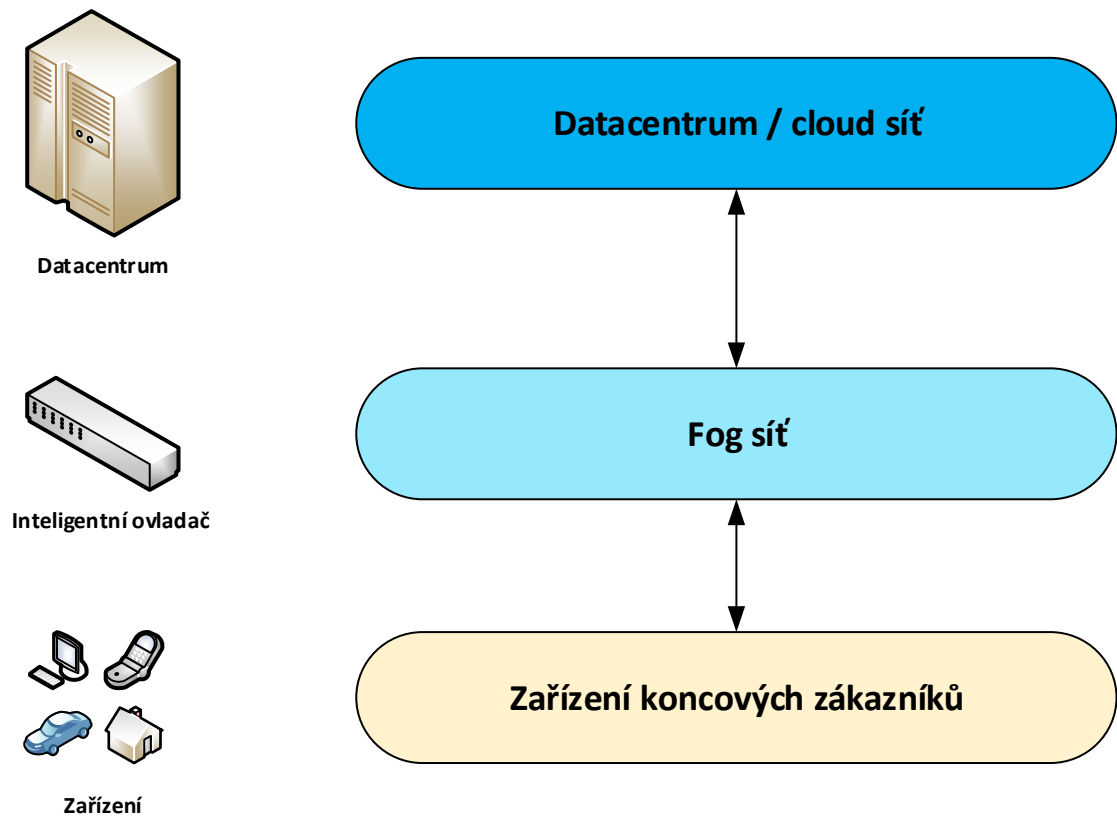 Datacentrum / cloud síť
Datacentrum
Fog síť
Inteligentní ovladač
Zařízení koncových zákazníků
Zařízení